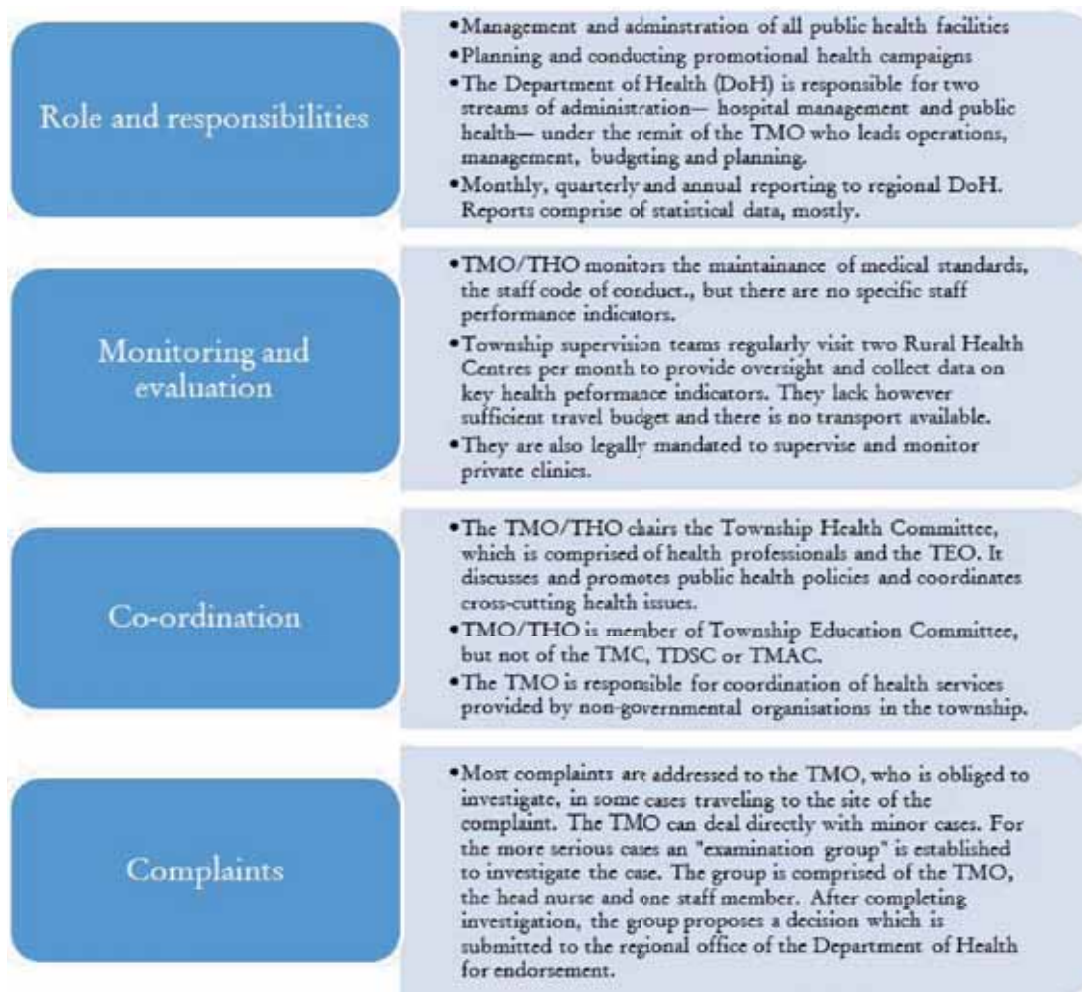 Role and responsibilities
•Management and adminstration of all public health facilities
•Planning and conducting promotional health campaigns
•The Department of Health (DoH) is responsible for two
streams of administration— hospital management and public
health— under the remit of the TMO who leads operations,
management, budgeting and planning.
•Monthly, quarterly and annual reporting to regional DoH.
Reports comprise of statistical data, mostly.
Monitoring and
evaluation
•TMO/THO monitors the maintainance of medical standards,
the staff code of conduct., but there are no specific staff
performance indicators.
•Township supervision teams regularly visit two Rural Health
Centres per month to provide oversight and collect data on
key health peformance indicators. They lack however
sufficient travel budget and there is no transport available.
•They are also legally mandated to supervise and monitor
private clinics.
Co-ordination
•The TMO/THO chairs the Township Health Committee,
which is comprised of health professionals and the TEO. It
discusses and promotes public health policies and coordinates
cross-cutting health issues.
•TMO/THO is member of Township Education Committee,
but not of the TMC, TDSC or TMAC.
•The TMO is responsible for coordination of health services
provided by non-governmental organisations in the township.
Complaints
•Most complaints are addressed to the TMO, who is obliged to
investigate, in some cases traveling to the site of the
complaint. The TMO can deal directly with minor cases. For
the more serious cases an "examination group" is established
to investigate the case. The group is comprised of the TMO,
the head nurse and one staff member. After completing
investigation, the group proposes a decision which is
submitted to the regional office of the Department of Health
for endorsement.